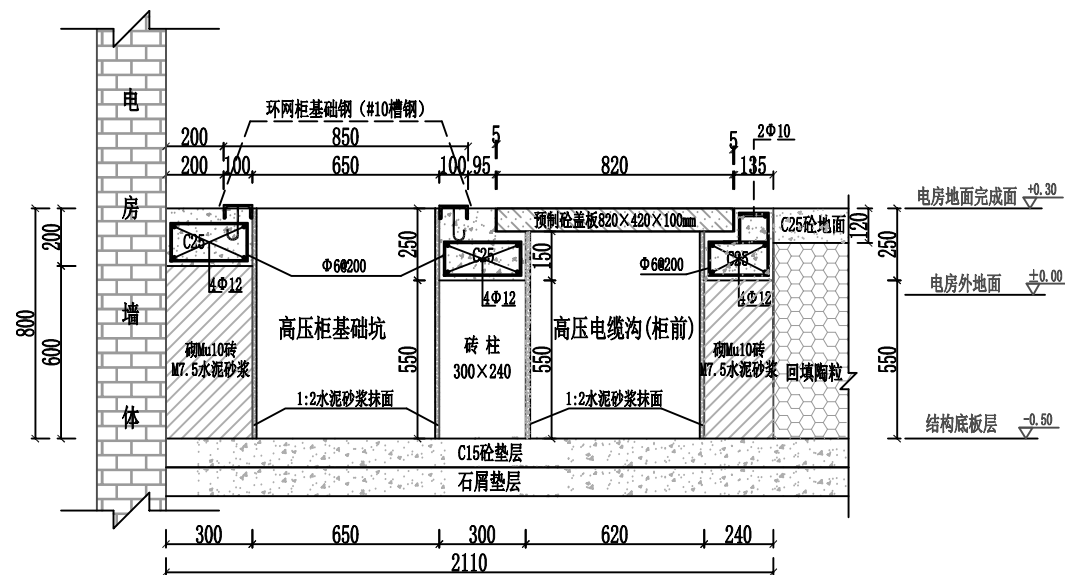 环网柜基础钢（#10槽钢）
5
5
2Φ10
200
850
200
100
650
100
95
820
135
电
房
墙
体
电房地面完成面
+0.30
预制砼盖板820×420×100mm
C25砼地面
120
250
800
200
600
C25
250
C25
150
C25
Φ6@200
Φ6@200
4Φ12
4Φ12
4Φ12
电房外地面
±0.00
高压柜基础坑
高压电缆沟(柜前)
砖 柱
300×240
砌Mu10砖
M7.5水泥砂浆
砌Mu10砖
M7.5水泥砂浆
550
550
550
回填陶粒
1:2水泥砂浆抹面
1:2水泥砂浆抹面
结构底板层
-0.50
C15砼垫层
石屑垫层
300
650
300
620
240
2110